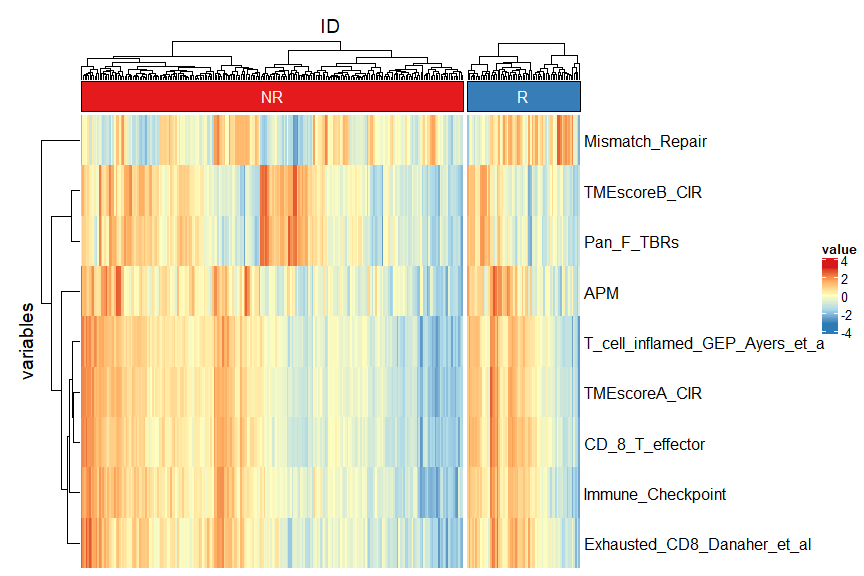 ID
NR
R
Mismatch_Repair
TMEscoreB_CIR
Pan_F_TBRs
APM
T_cell_inflamed_GEP_Ayers_et_a
TMEscoreA_CIR
CD_8_T_effector
Immune_Checkpoint
Exhausted_CD8_Danaher_et_al
variables
value
4
2
0
-2
-4